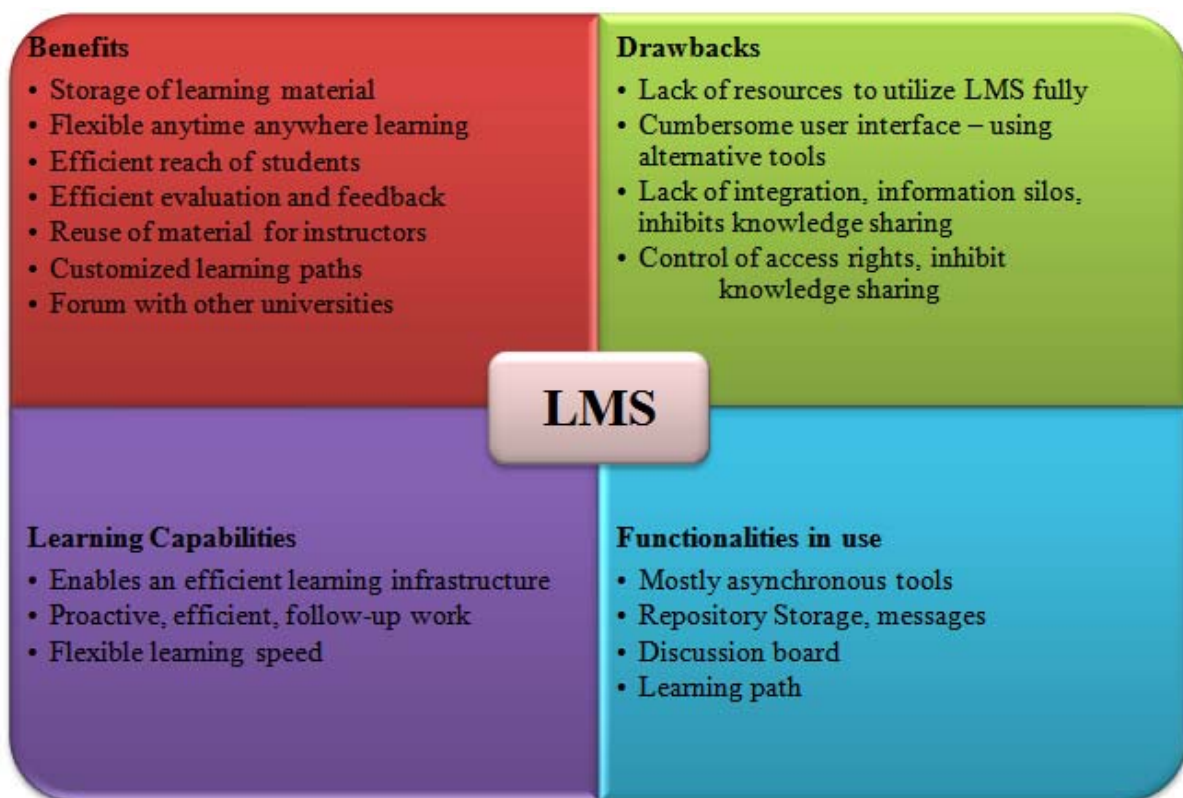 Benefits
• Storage of learning material
• Flexible anytime anywhere learning
• Efficient reach of students
• Efficient evaluation and feedback
• Reuse of material for instructors
• Customized learning paths
• Forum with other universities
Drawbacks
• Lack of resources to utilize LMS fully
• Cumbersome user interface – using
alternative tools
• Lack of integration, information silos,
inhibits knowledge sharing
• Control of access rights, inhibit
knowledge sharing
LMS
Learning Capabilities
• Enables an efficient learning infrastructure
• Proactive, efficient, follow-up work
• Flexible learning speed
Functionalities in use
• Mostly asynchronous tools
• Repository Storage, messages
• Discussion board
• Learning path